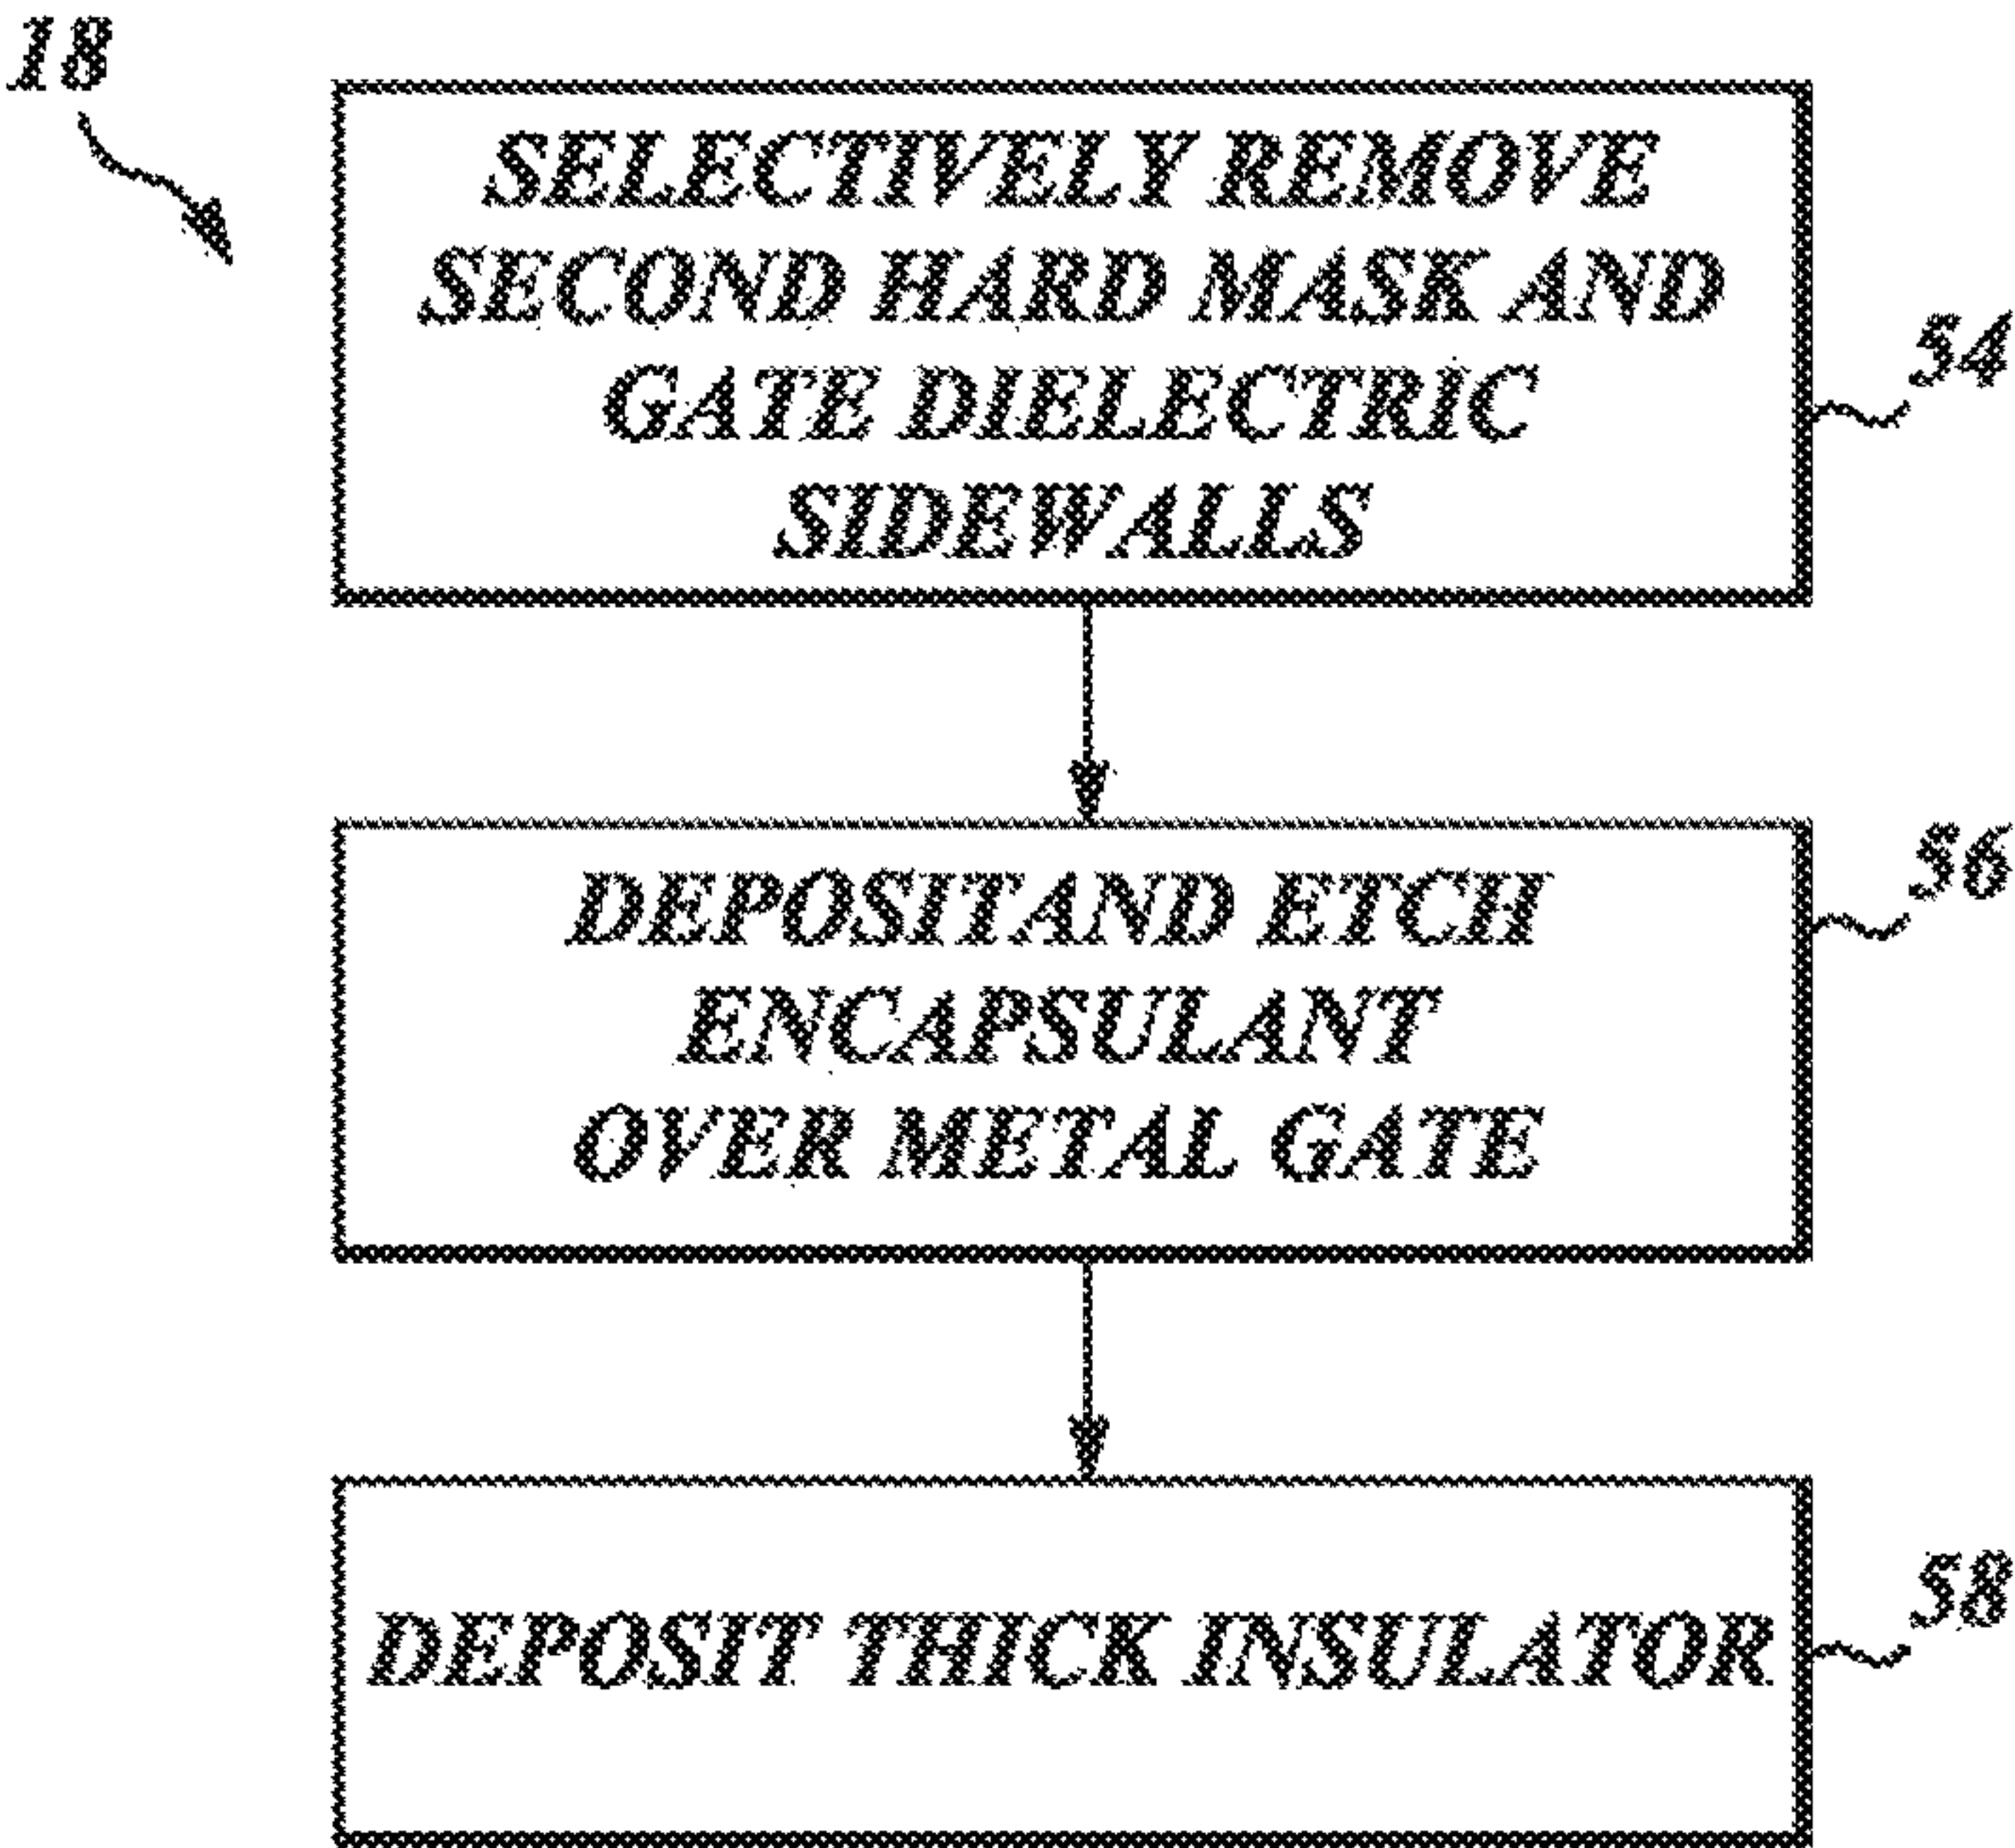 18
SELECTIVELY REMOVE
SECOND HARD MASK AND
GATE DIELECTRIC
SIDEWALLS
54
DEPOSITAND ETCH
ENCAPSULANT
OVER METAL GATE
56
DEPOSIT THICK INSULATOR
58